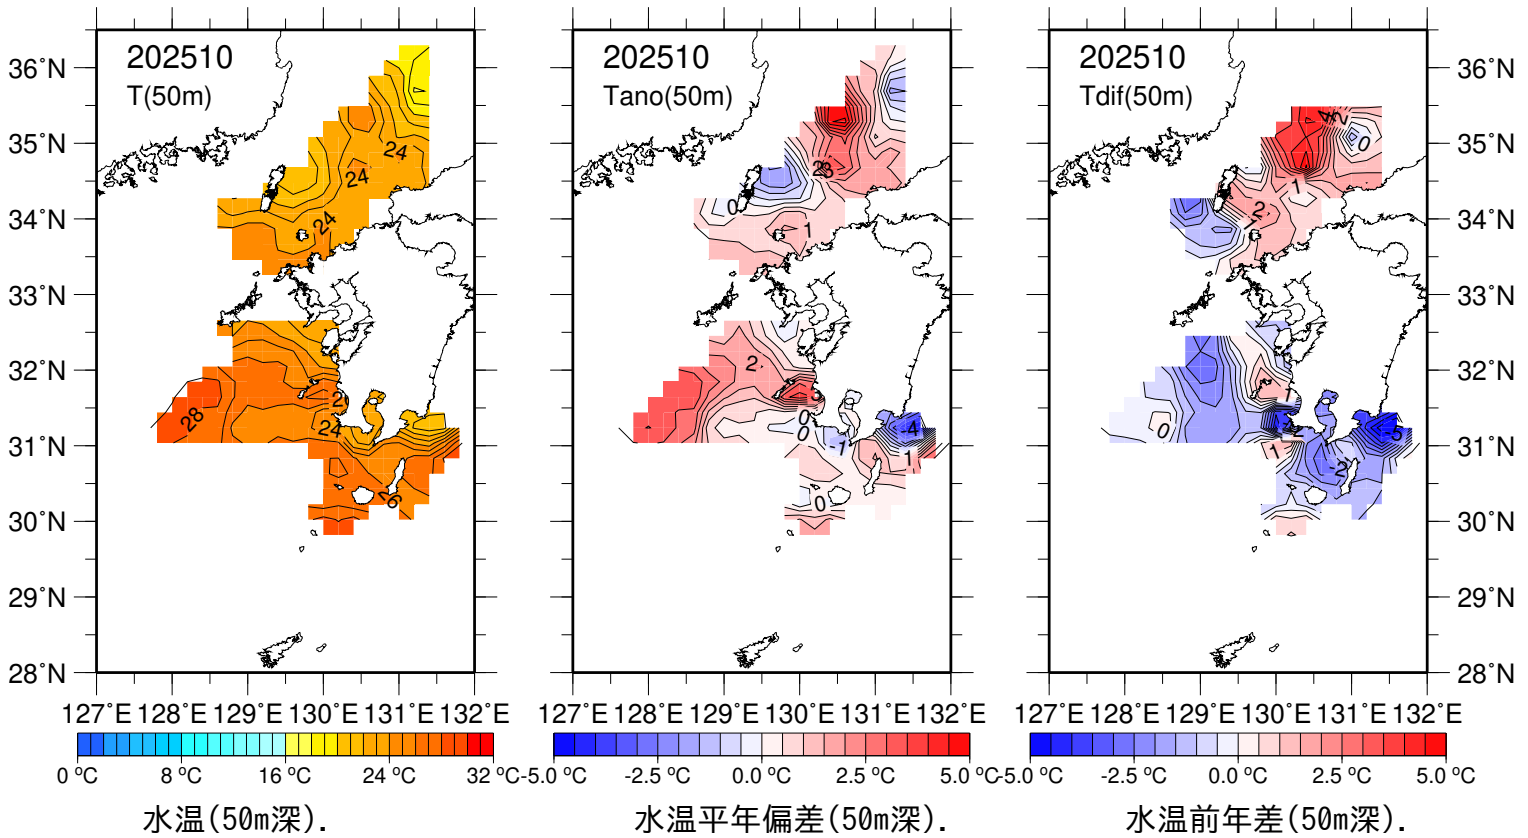 202510
T(50m)
202510
Tano(50m)
202510
Tdif(50m)
36°N
35°N
34°N
33°N
32°N
31°N
30°N
29°N
28°N
24
24
24
28
24
26
0
1
2
0
0
-1
-4
1
0
0
1
2
0
1
-5
1
-2
36°N
35°N
34°N
33°N
32°N
31°N
30°N
29°N
28°N
127°E 128°E 129°E 130°E 131°E 132°E
127°E 128°E 129°E 130°E 131°E 132°E
127°E 128°E 129°E 130°E 131°E 132°E
0 °C 8 °C 16 °C 24 °C 32 °C
-5.0 °C -2.5 °C 0.0 °C 2.5 °C 5.0 °C
-5.0 °C -2.5 °C 0.0 °C 2.5 °C 5.0 °C
水温(50m深).
水温平年偏差(50m深).
水温前年差(50m深).